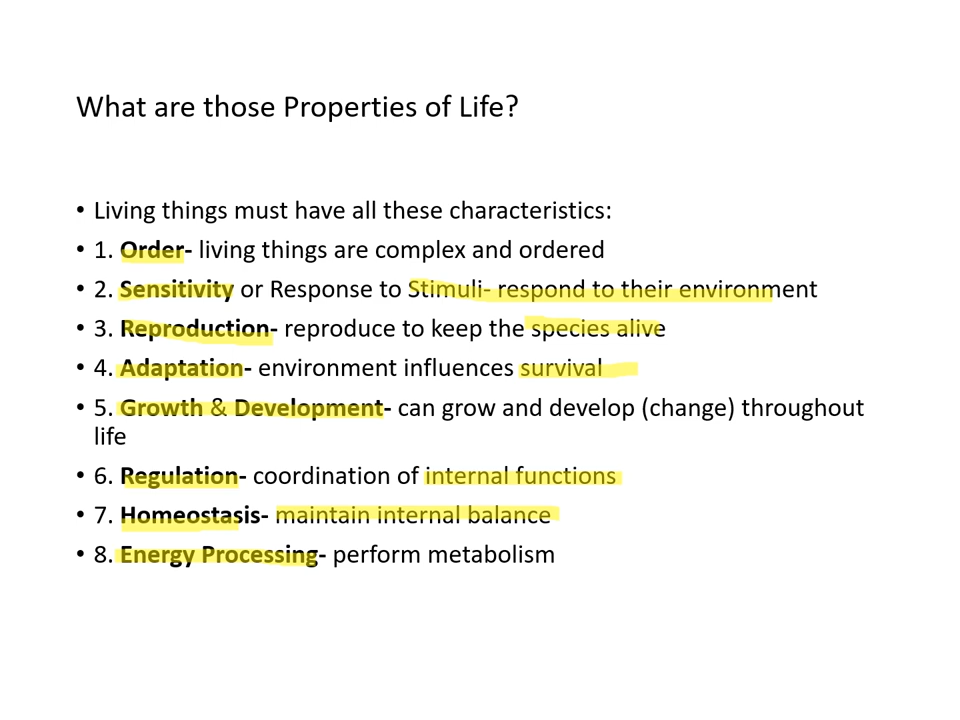 What are those Properties of Life?
• Living things must have all these characteristics:
• 1. Order- living things are complex and ordered
• 2. Sensitivity or Response to Stimuli- respond to their environment
• 3. Reproduction- reproduce to keep the species alive
• 4. Adaptation- environment influences survival
• 5. Growth & Development- can grow and develop (change) throughout
life
• 6. Regulation- coordination of internal functions
• 7. Homeostasis- maintain internal balance
• 8. Energy Processing- perform metabolism